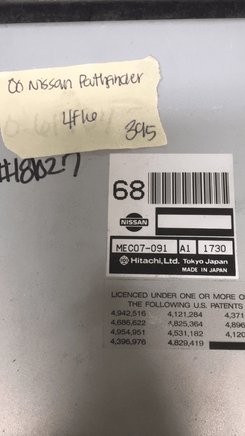 00 Nissan Pathfinder
4F16
395
#18827
68
NISSAN
MEC07-091 A1 1730
Hitachi, Ltd. Tokyo Japan
MADE IN JAPAN
LICENCED UNDER ONE OR MORE O
THE FOLLOWING U.S. PATENTS
4,942,516 4,121,284 4,748
4,686,622 4,825,364 4,896
4,954,951 4,531,182 4,120
4,396,976 4,829,419